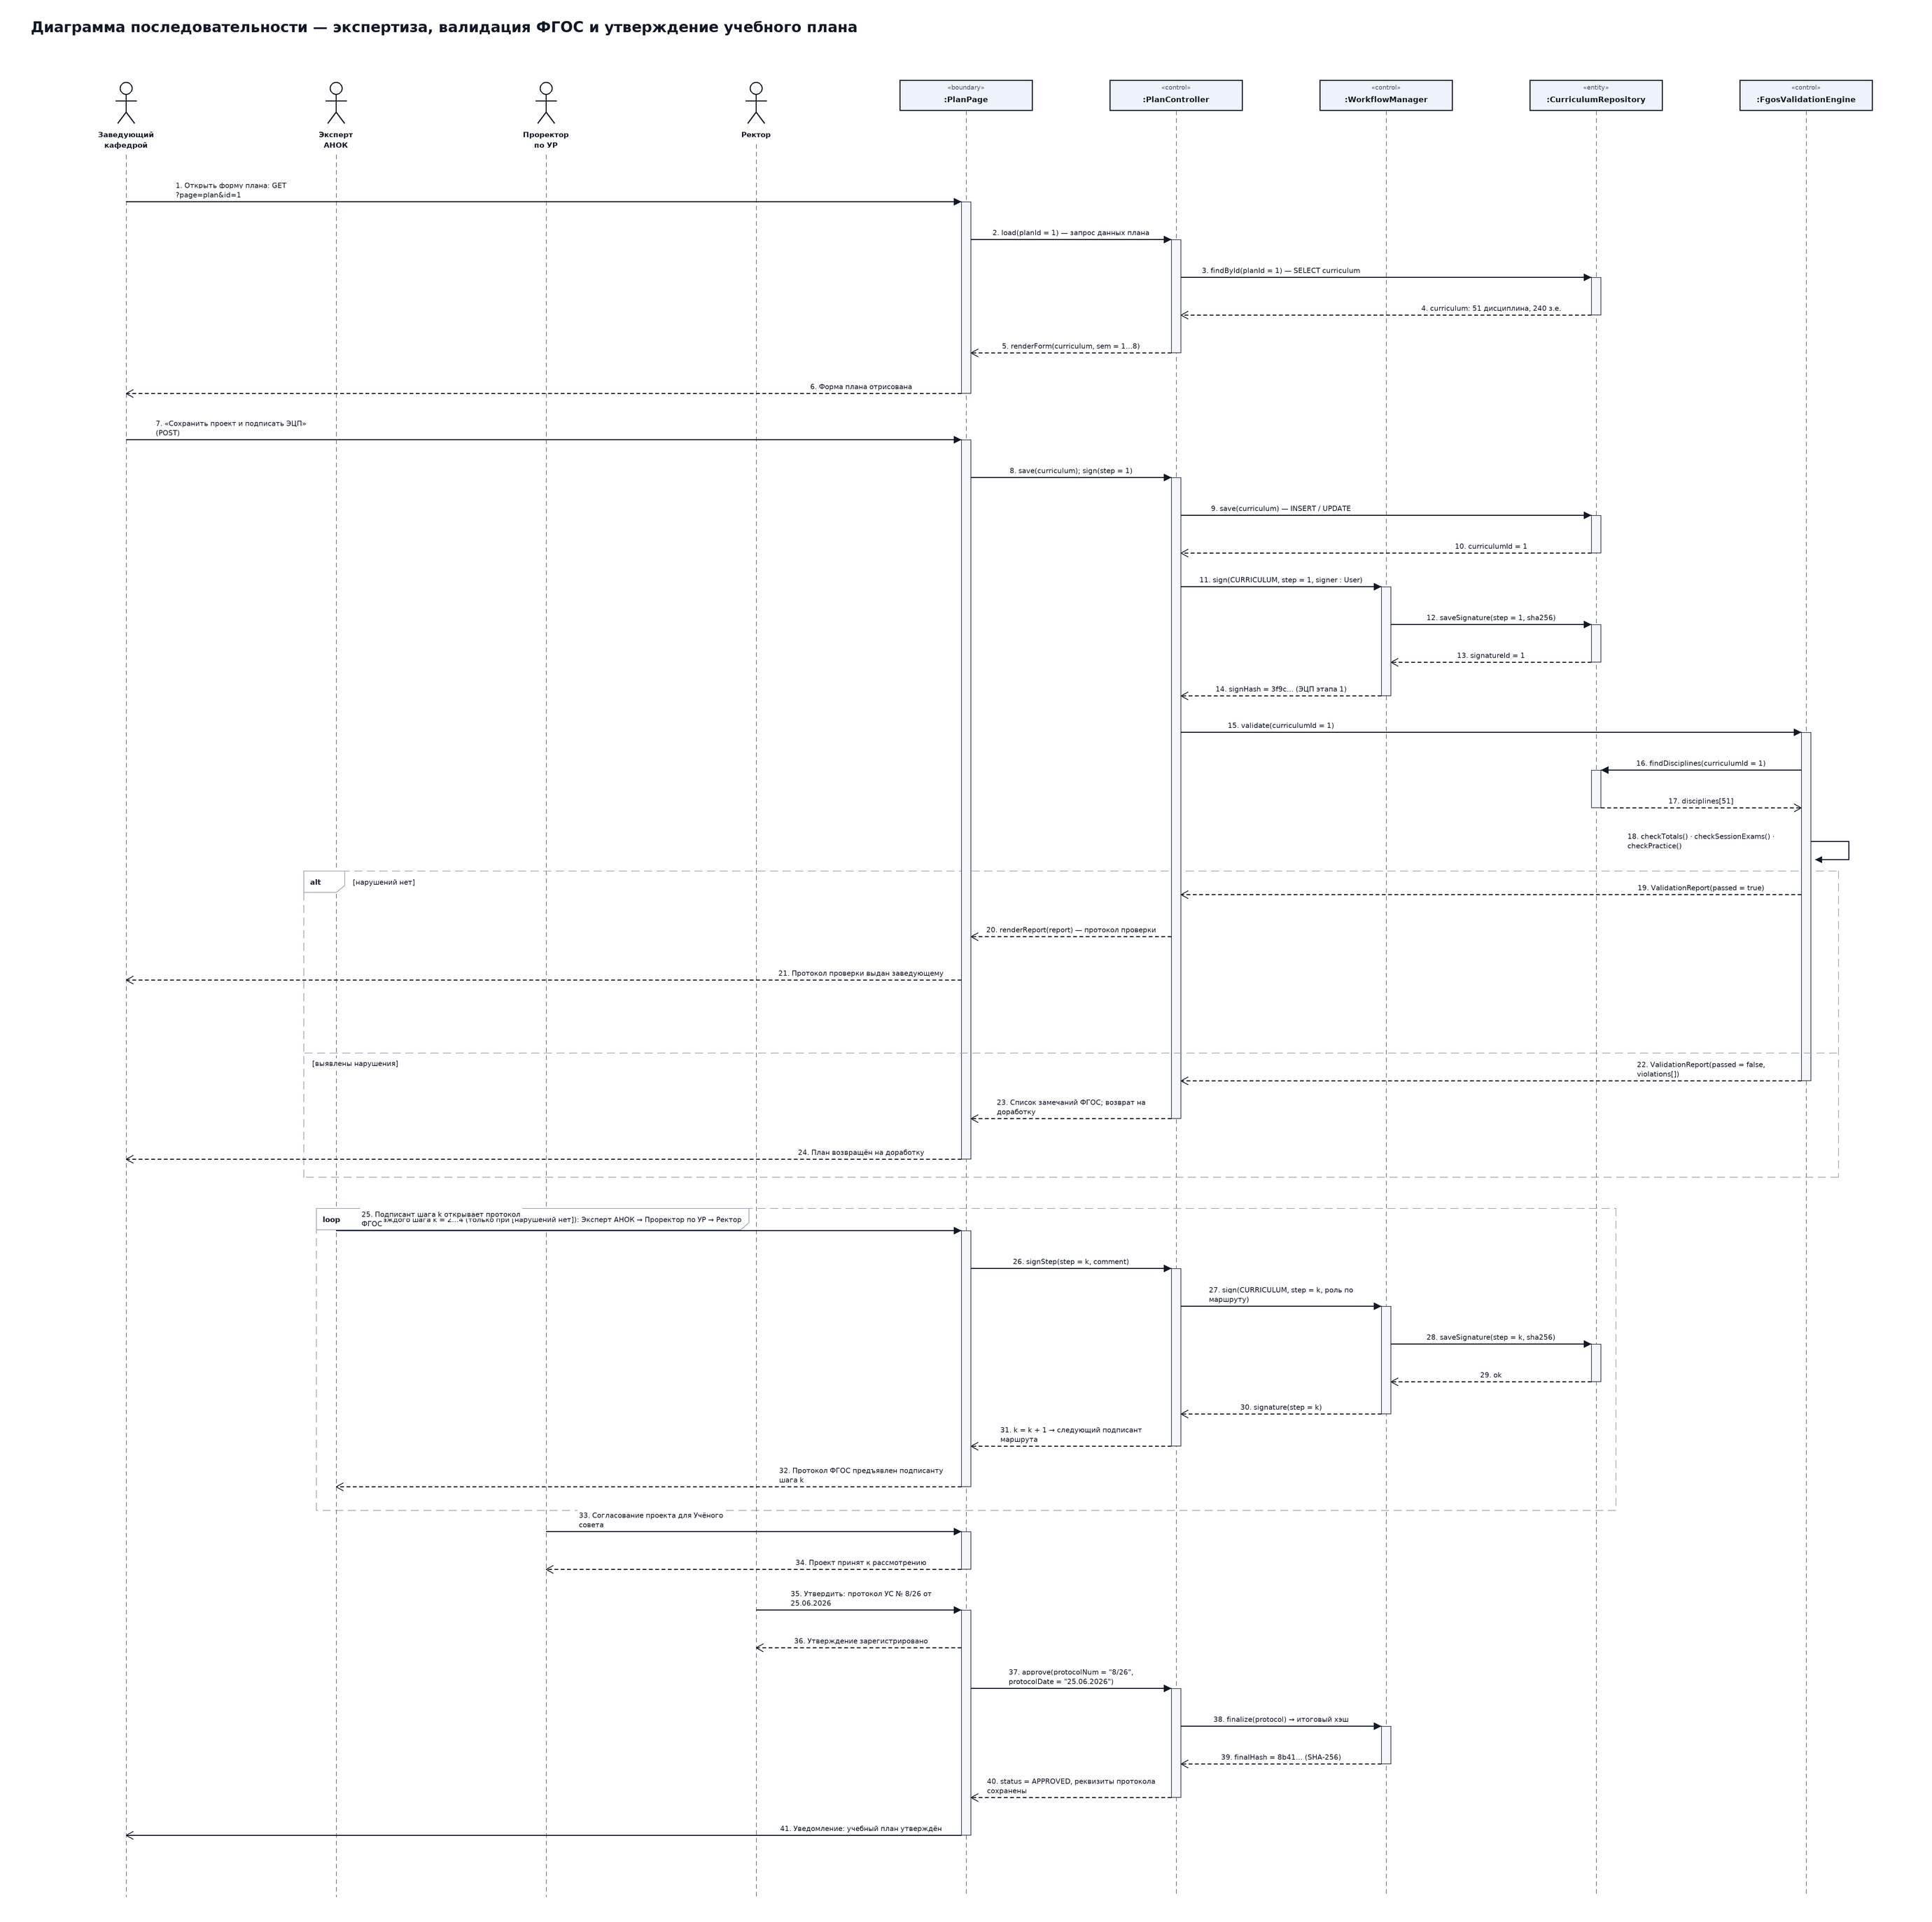 Диаграмма последовательности — экспертиза, валидация ФГОС и утверждение учебного плана
Заведующий
кафедрой
Эксперт
АНОК
Проректор
по УР
Ректор
«boundary»
:PlanPage
«control»
:PlanController
«control»
:WorkflowManager
«entity»
:CurriculumRepository
«control»
:FgosValidationEngine
1. Открыть форму плана: GET
?page=plan&id=1
2. load(planId = 1) — запрос данных плана
3. findById(planId = 1) — SELECT curriculum
4. curriculum: 51 дисциплина, 240 з.е.
5. renderForm(curriculum, sem = 1…8)
6. Форма плана отрисована
7. «Сохранить проект и подписать ЭЦП»
(POST)
8. save(curriculum); sign(step = 1)
9. save(curriculum) — INSERT / UPDATE
10. curriculumId = 1
11. sign(CURRICULUM, step = 1, signer : User)
12. saveSignature(step = 1, sha256)
13. signatureId = 1
14. signHash = 3f9c… (ЭЦП этапа 1)
15. validate(curriculumId = 1)
16. findDisciplines(curriculumId = 1)
17. disciplines[51]
18. checkTotals() · checkSessionExams() ·
checkPractice()
alt
[нарушений нет]
19. ValidationReport(passed = true)
20. renderReport(report) — протокол проверки
21. Протокол проверки выдан заведующему
[выявлены нарушения]
22. ValidationReport(passed = false,
violations[])
23. Список замечаний ФГОС; возврат на
доработку
24. План возвращён на доработку
loop
25. Подписант шага k открывает протокол
ФГОС
шага k = 2…4 (только при [нарушений нет]): Эксперт АНОК → Проректор по УР → Ректор
26. signStep(step = k, comment)
27. sign(CURRICULUM, step = k, роль по
маршруту)
28. saveSignature(step = k, sha256)
29. ok
30. signature(step = k)
31. k = k + 1 → следующий подписант
маршрута
32. Протокол ФГОС предъявлен подписанту
шага k
33. Согласование проекта для Учёного
совета
34. Проект принят к рассмотрению
35. Утвердить: протокол УС № 8/26 от
25.06.2026
36. Утверждение зарегистрировано
37. approve(protocolNum = "8/26",
protocolDate = "25.06.2026")
38. finalize(protocol) → итоговый хэш
39. finalHash = 8b41… (SHA-256)
40. status = APPROVED, реквизиты протокола
сохранены
41. Уведомление: учебный план утверждён